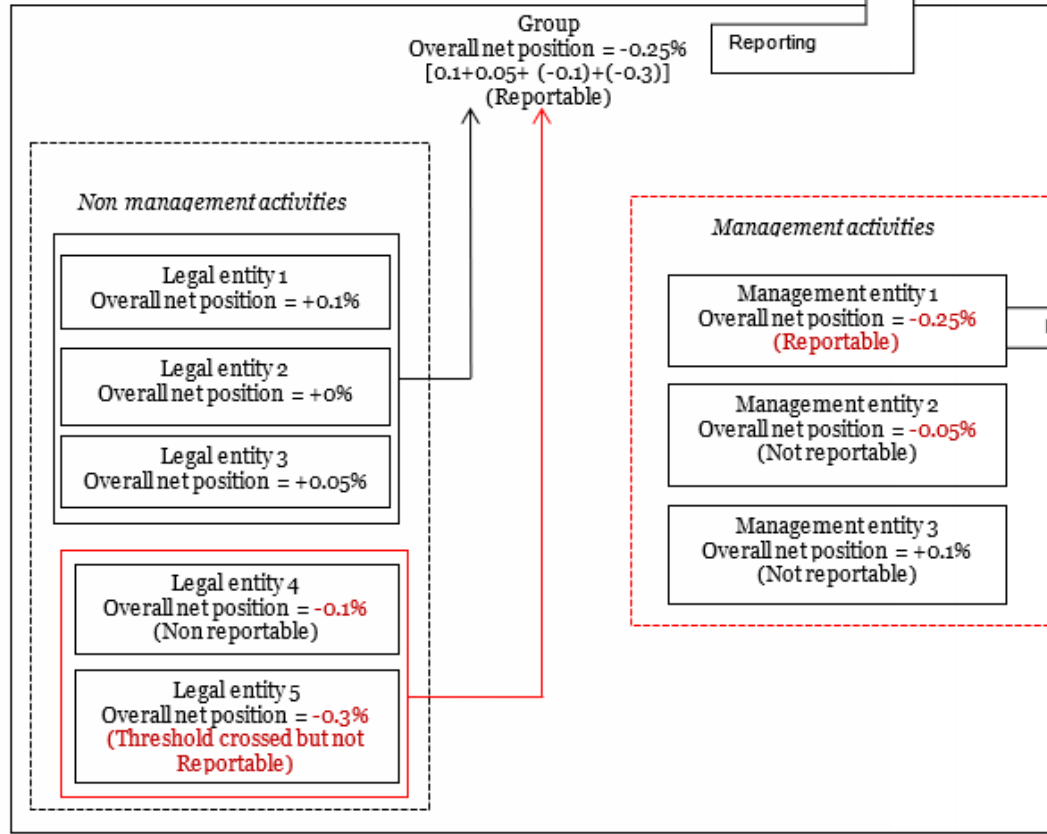 Group
Overall net position = -0.25%
[0.1+0.05+ (-0.1)+(-0.3)]
(Reportable)
Reporting
Non management activities
Legal entity 1
Overall net position = +0.1%
Legal entity 2
Overall net position = +0%
Legal entity 3
Overall net position = +0.05%
Legal entity 4
Overall net position = -0.1%
(Non reportable)
Legal entity 5
Overall net position = -0.3%
(Threshold crossed but not
Reportable)
Management activities
Management entity 1
Overall net position = -0.25%
(Reportable)
Management entity 2
Overall net position = -0.05%
(Not reportable)
Management entity 3
Overall net position = +0.1%
(Not reportable)